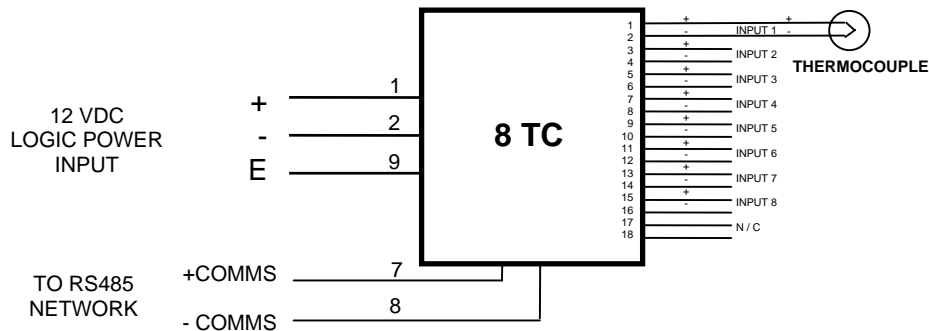 12 VDC
LOGIC POWER
INPUT
+ 1
- 2
E 9
8 TC
TO RS485
NETWORK
+COMMS 7
- COMMS 8
1 + +
2 - INPUT 1 -
3 + INPUT 2
4 -
5 + INPUT 3
6 -
7 + INPUT 4
8 -
9 + INPUT 5
10 -
11 + INPUT 6
12 -
13 + INPUT 7
14 -
15 + INPUT 8
16 -
17 N / C
18
THERMOCOUPLE